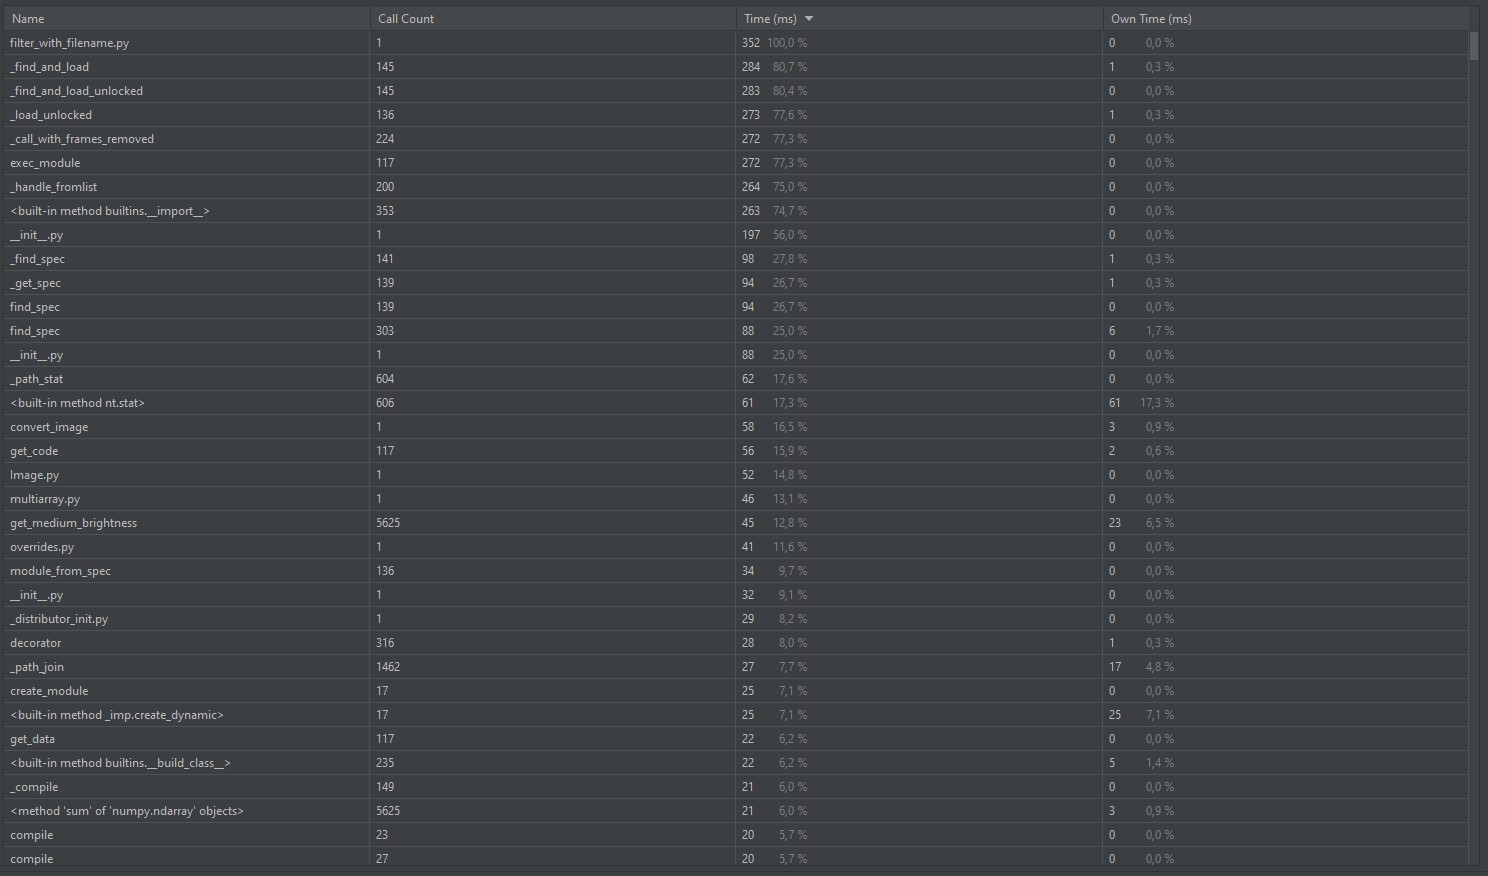 Name Call Count Time (ms) Own Time (ms)
filter_with_filename.py 1 352 100,0 % 0 0,0 %
_find_and_load 145 284 80,7 % 1 0,3 %
_find_and_load_unlocked 145 283 80,4 % 0 0,0 %
_load_unlocked 136 273 77,6 % 1 0,3 %
_call_with_frames_removed 224 272 77,3 % 0 0,0 %
exec_module 117 272 77,3 % 0 0,0 %
_handle_fromlist 200 264 75,0 % 0 0,0 %
<built-in method builtins.__import__> 353 263 74,7 % 0 0,0 %
__init__.py 1 197 56,0 % 0 0,0 %
_find_spec 141 98 27,8 % 1 0,3 %
_get_spec 139 94 26,7 % 1 0,3 %
find_spec 139 94 26,7 % 0 0,0 %
find_spec 303 88 25,0 % 6 1,7 %
__init__.py 1 88 25,0 % 0 0,0 %
_path_stat 604 62 17,6 % 0 0,0 %
<built-in method nt.stat> 606 61 17,3 % 61 17,3 %
convert_image 1 58 16,5 % 3 0,9 %
get_code 117 56 15,9 % 2 0,6 %
Image.py 1 52 14,8 % 0 0,0 %
multiarray.py 1 46 13,1 % 0 0,0 %
get_medium_brightness 5625 45 12,8 % 23 6,5 %
overrides.py 1 41 11,6 % 0 0,0 %
module_from_spec 136 34 9,7 % 0 0,0 %
__init__.py 1 32 9,1 % 0 0,0 %
_distributor_init.py 1 29 8,2 % 0 0,0 %
decorator 316 28 8,0 % 1 0,3 %
_path_join 1462 27 7,7 % 17 4,8 %
create_module 17 25 7,1 % 0 0,0 %
<built-in method _imp.create_dynamic> 17 25 7,1 % 25 7,1 %
get_data 117 22 6,2 % 0 0,0 %
<built-in method builtins.__build_class__> 235 22 6,2 % 5 1,4 %
_compile 149 21 6,0 % 0 0,0 %
<method 'sum' of 'numpy.ndarray' objects> 5625 21 6,0 % 3 0,9 %
compile 23 20 5,7 % 0 0,0 %
compile 27 20 5,7 % 0 0,0 %